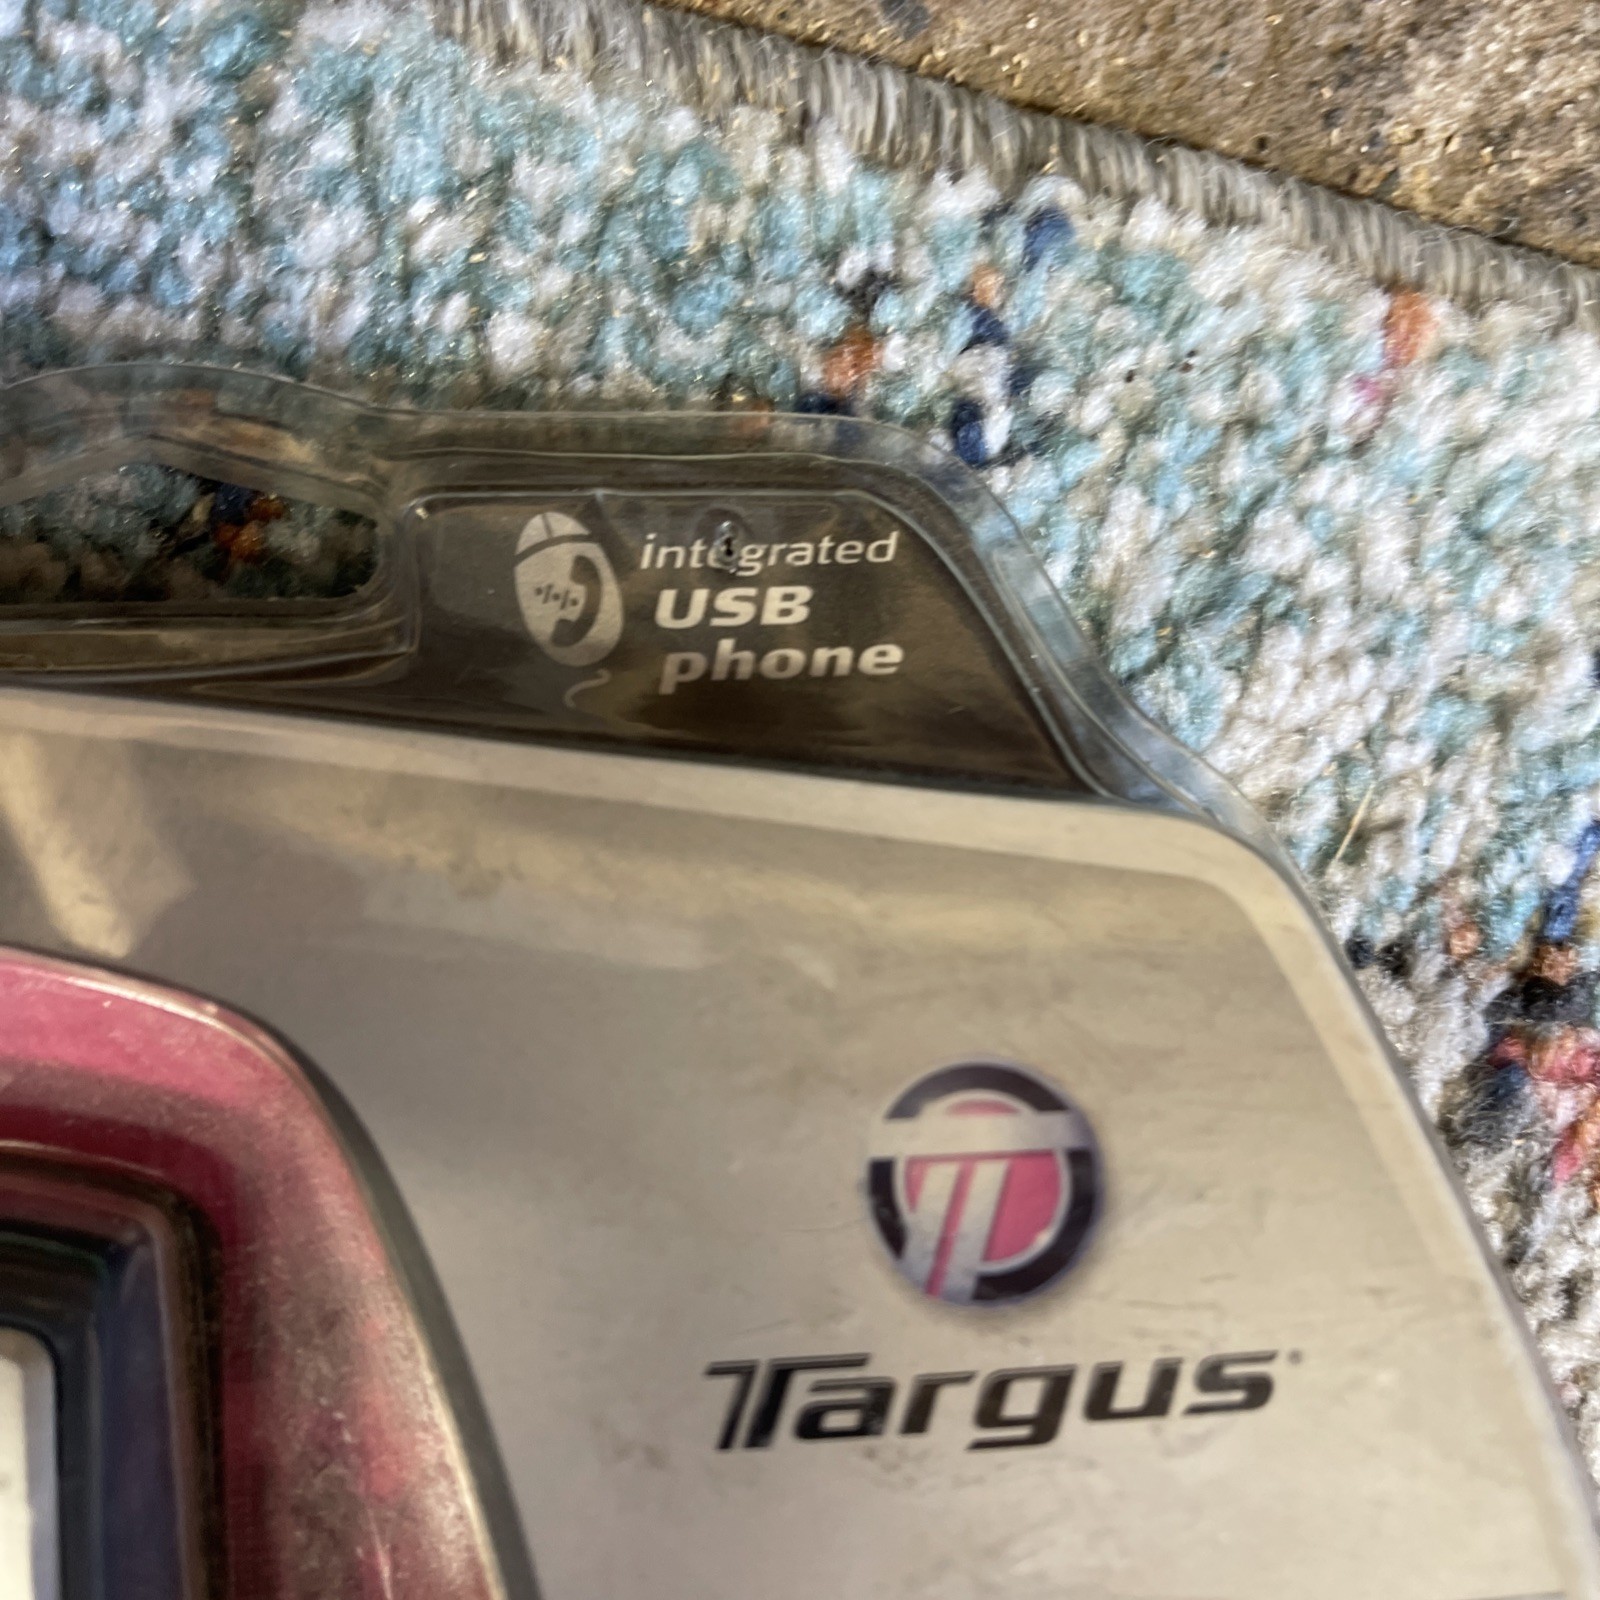 integrated
USB
phone
Targus